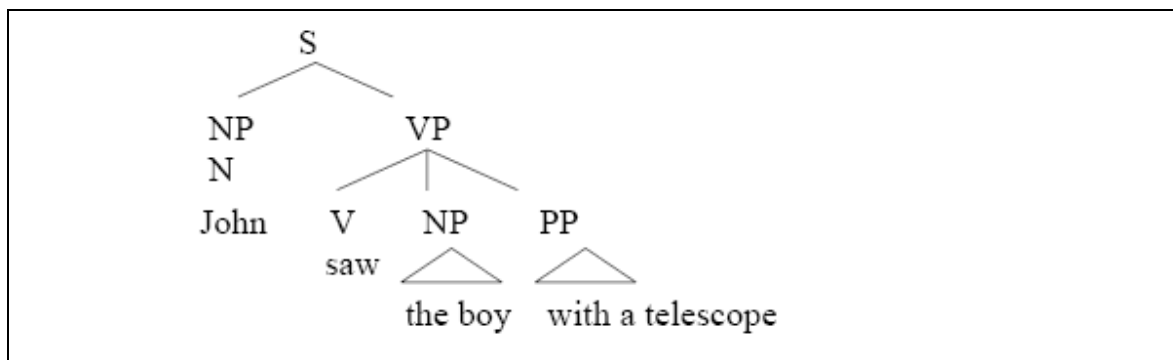 S
NP VP
N
John V NP PP
saw
the boy with a telescope